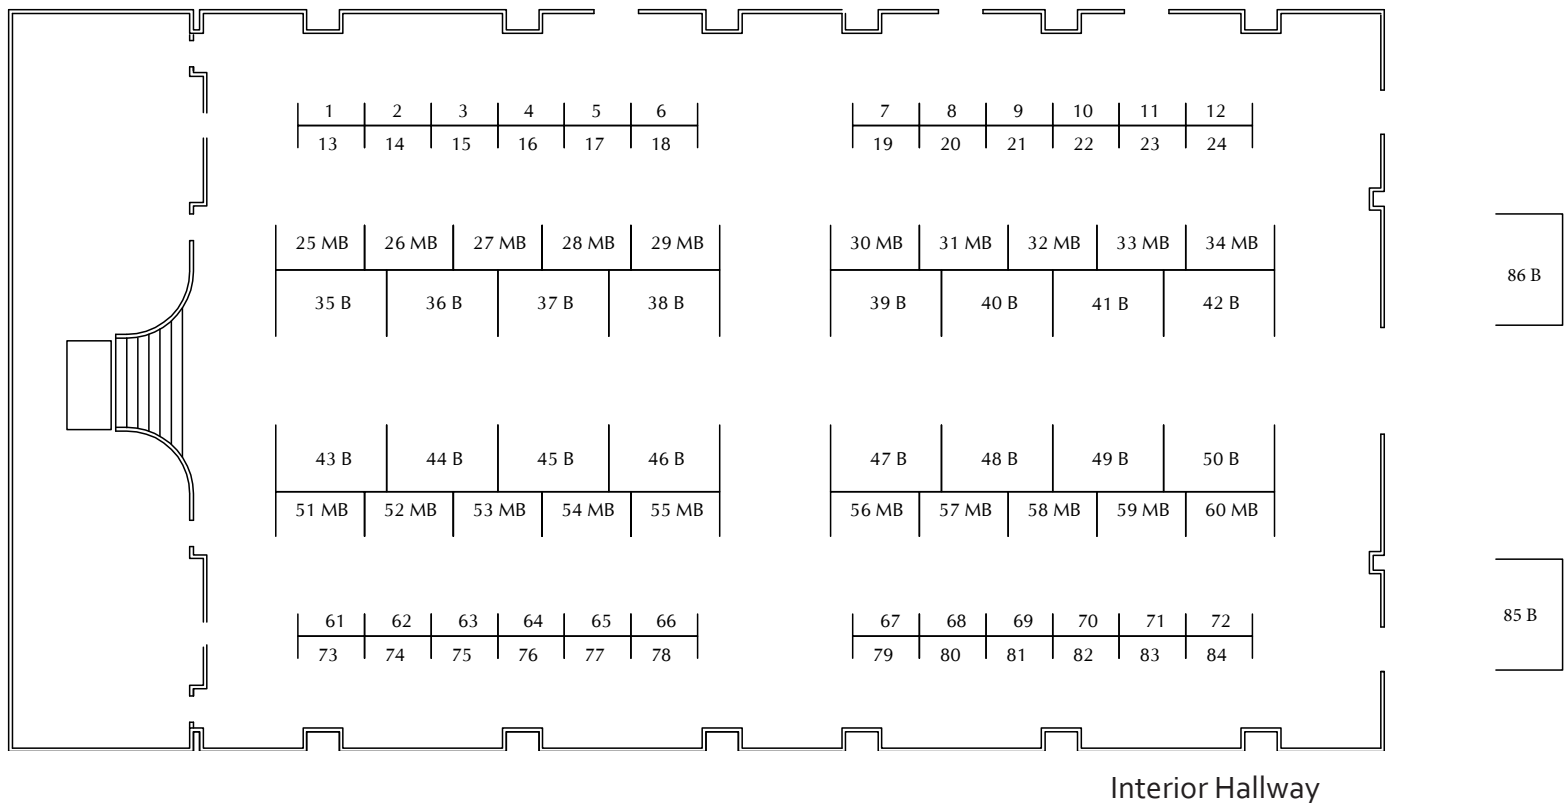 1 2 3 4 5 6 7 8 9 10 11 12
13 14 15 16 17 18 19 20 21 22 23 24
25 MB 26 MB 27 MB 28 MB 29 MB 30 MB 31 MB 32 MB 33 MB 34 MB
86 B
35 B 36 B 37 B 38 B 39 B 40 B 41 B 42 B
43 B 44 B 45 B 46 B 47 B 48 B 49 B 50 B
51 MB 52 MB 53 MB 54 MB 55 MB 56 MB 57 MB 58 MB 59 MB 60 MB
85 B
61 62 63 64 65 66 67 68 69 70 71 72
73 74 75 76 77 78 79 80 81 82 83 84
Interior Hallway